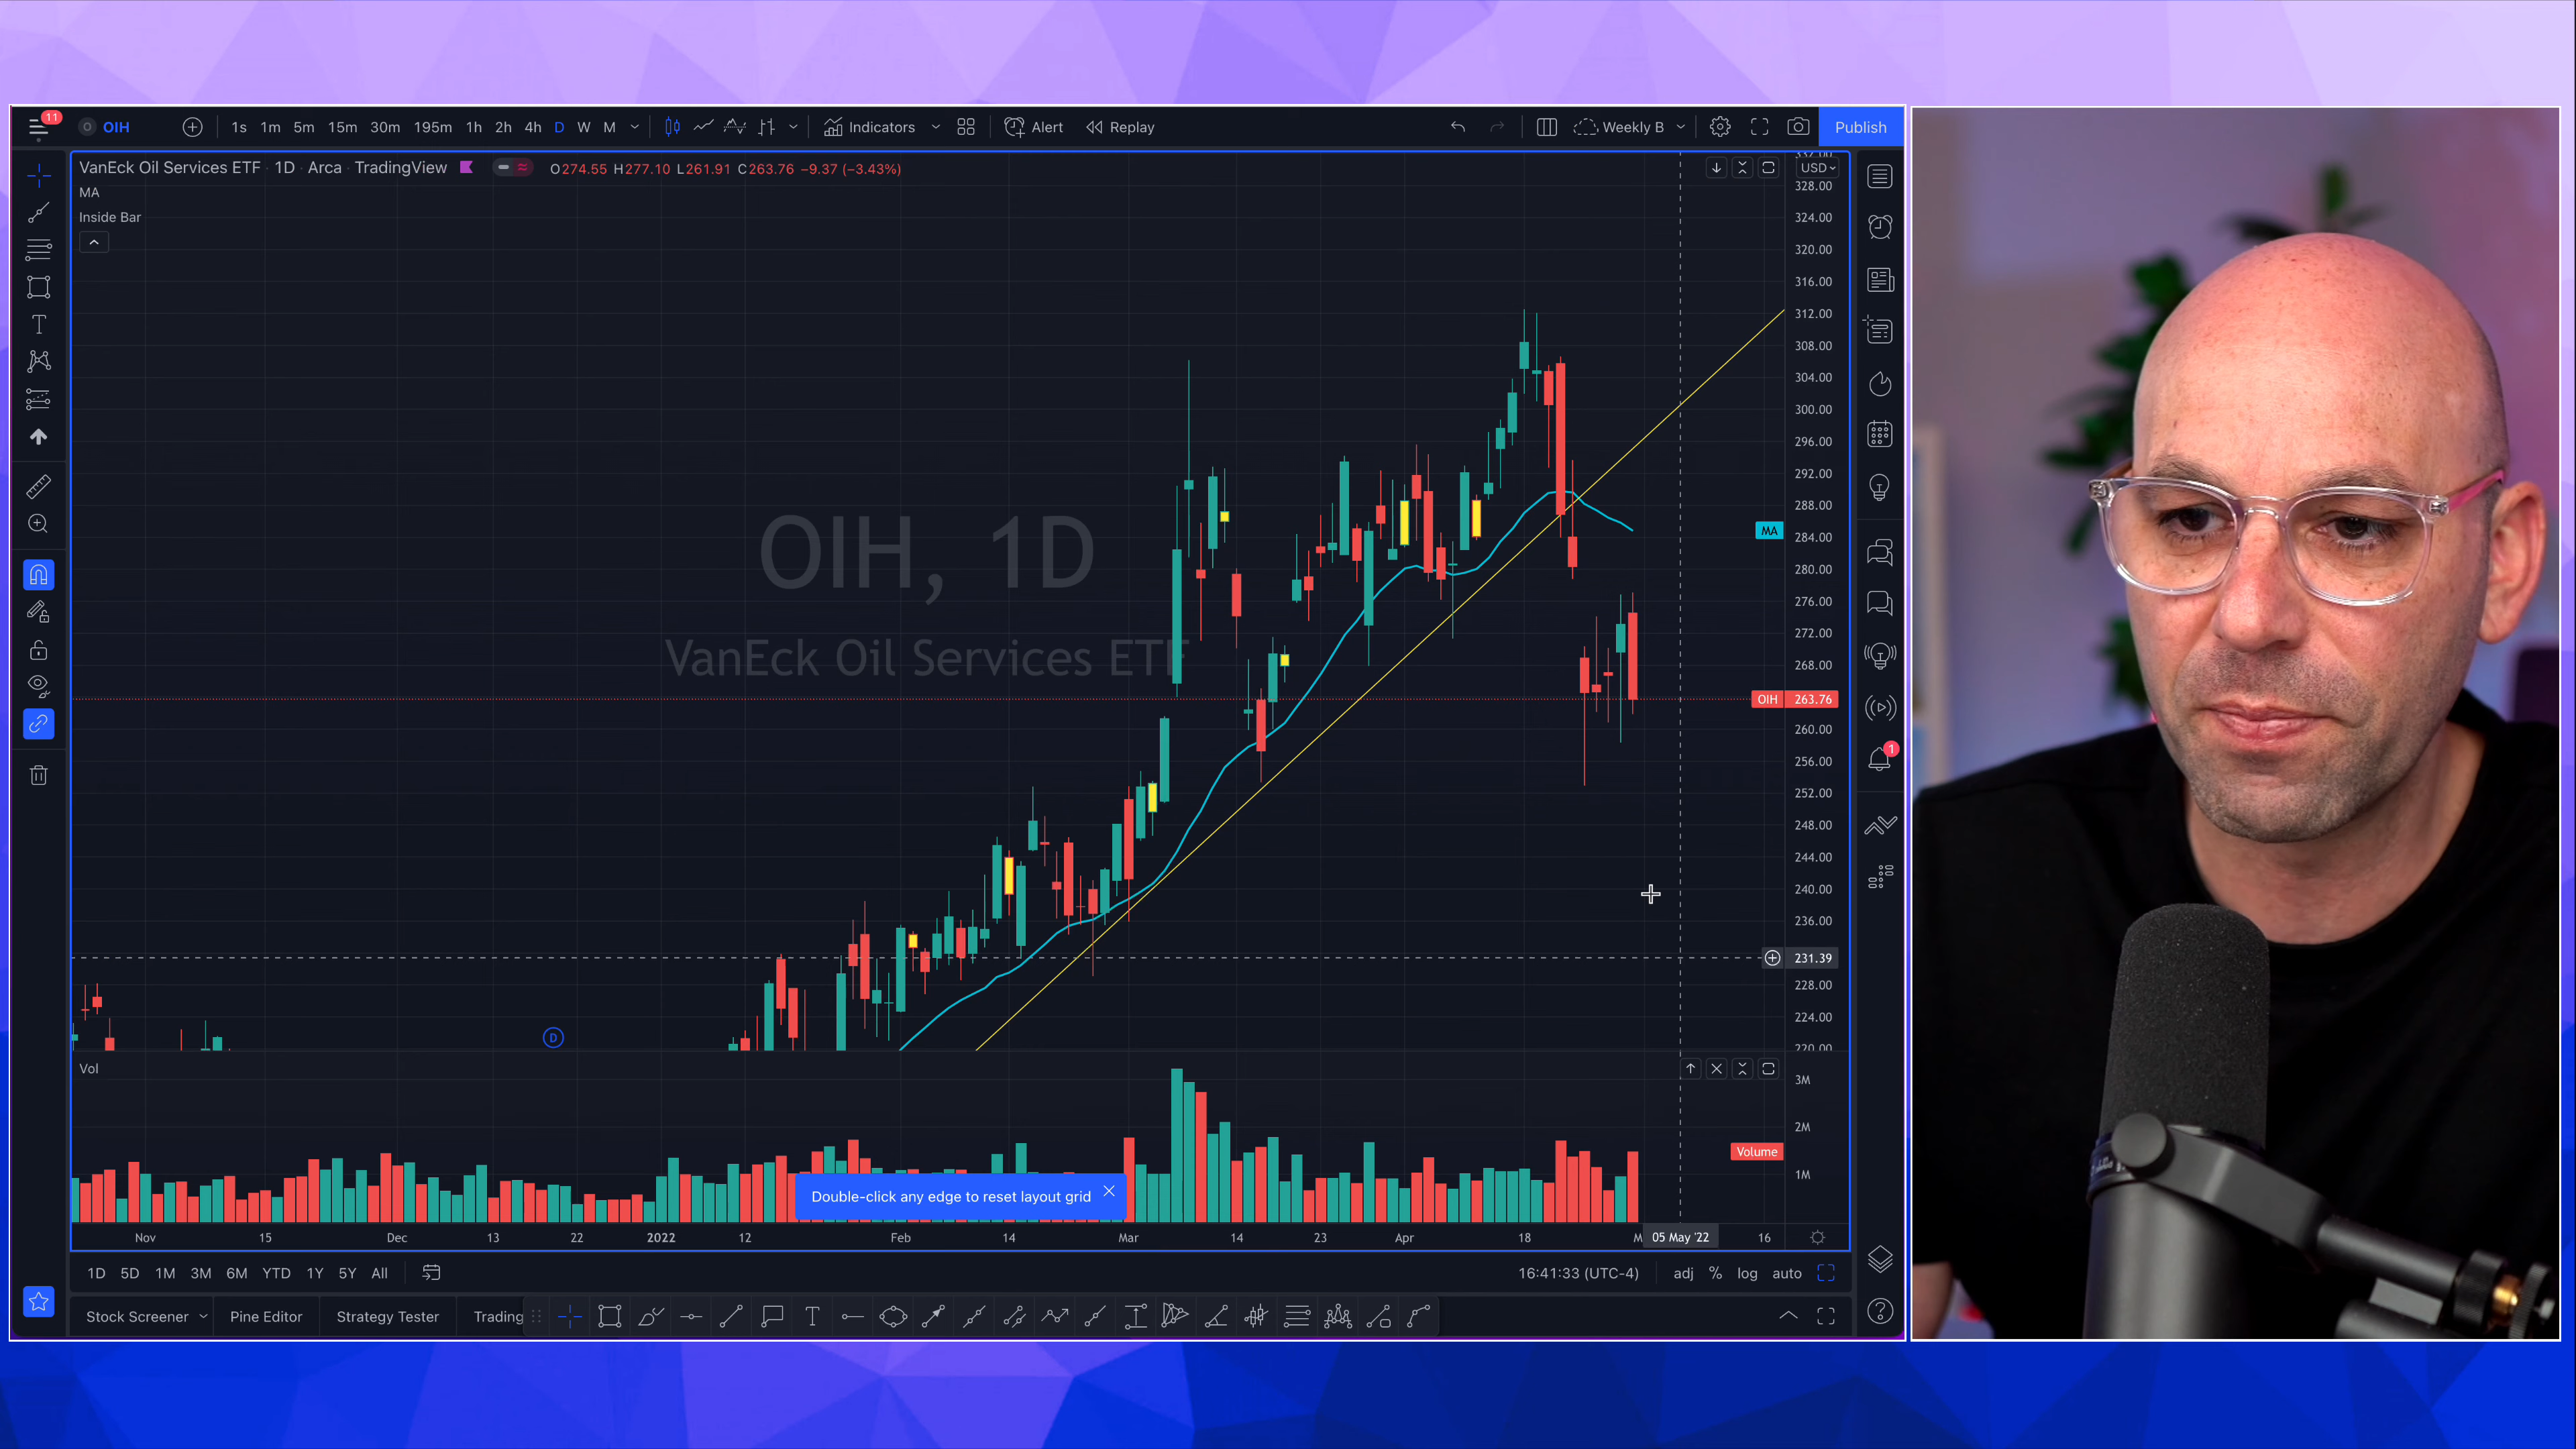 11
OIH
1s 1m 5m 15m 30m 195m 1h 2h 4h D W M
Indicators
Alert
Replay
Weekly B
Publish
VanEck Oil Services ETF · 1D · Arca · TradingView
O274.55 H277.10 L261.91 C263.76 −9.37 (−3.43%)
MA
Inside Bar
USD
328.00
324.00
320.00
316.00
312.00
308.00
304.00
300.00
296.00
292.00
288.00
MA
284.00
280.00
276.00
272.00
268.00
OIH 263.76
260.00
256.00
252.00
248.00
244.00
240.00
236.00
231.39
228.00
224.00
220.00
OIH, 1D
VanEck Oil Services ETF
D
1
Vol
3M
2M
Volume
1M
Double-click any edge to reset layout grid
Nov 15 Dec 13 22 2022 12 Feb 14 Mar 14 23 Apr 18 M 05 May '22 16
1D 5D 1M 3M 6M YTD 1Y 5Y All
16:41:33 (UTC-4) adj % log auto
Stock Screener Pine Editor Strategy Tester Trading